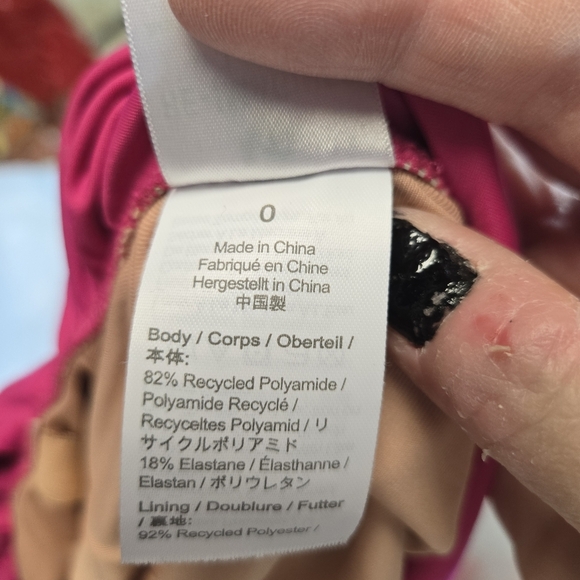 0
Made in China
Fabriqué en Chine
Hergestellt in China
中国製
Body / Corps / Oberteil /
本体:
82% Recycled Polyamide /
Polyamide Recyclé /
Recyceltes Polyamid / リ
サイクルポリアミド
18% Elastane / Élasthanne /
Elastan / ポリウレタン
Lining / Doublure / Futter
/ 裏地:
92% Recycled Polyester /